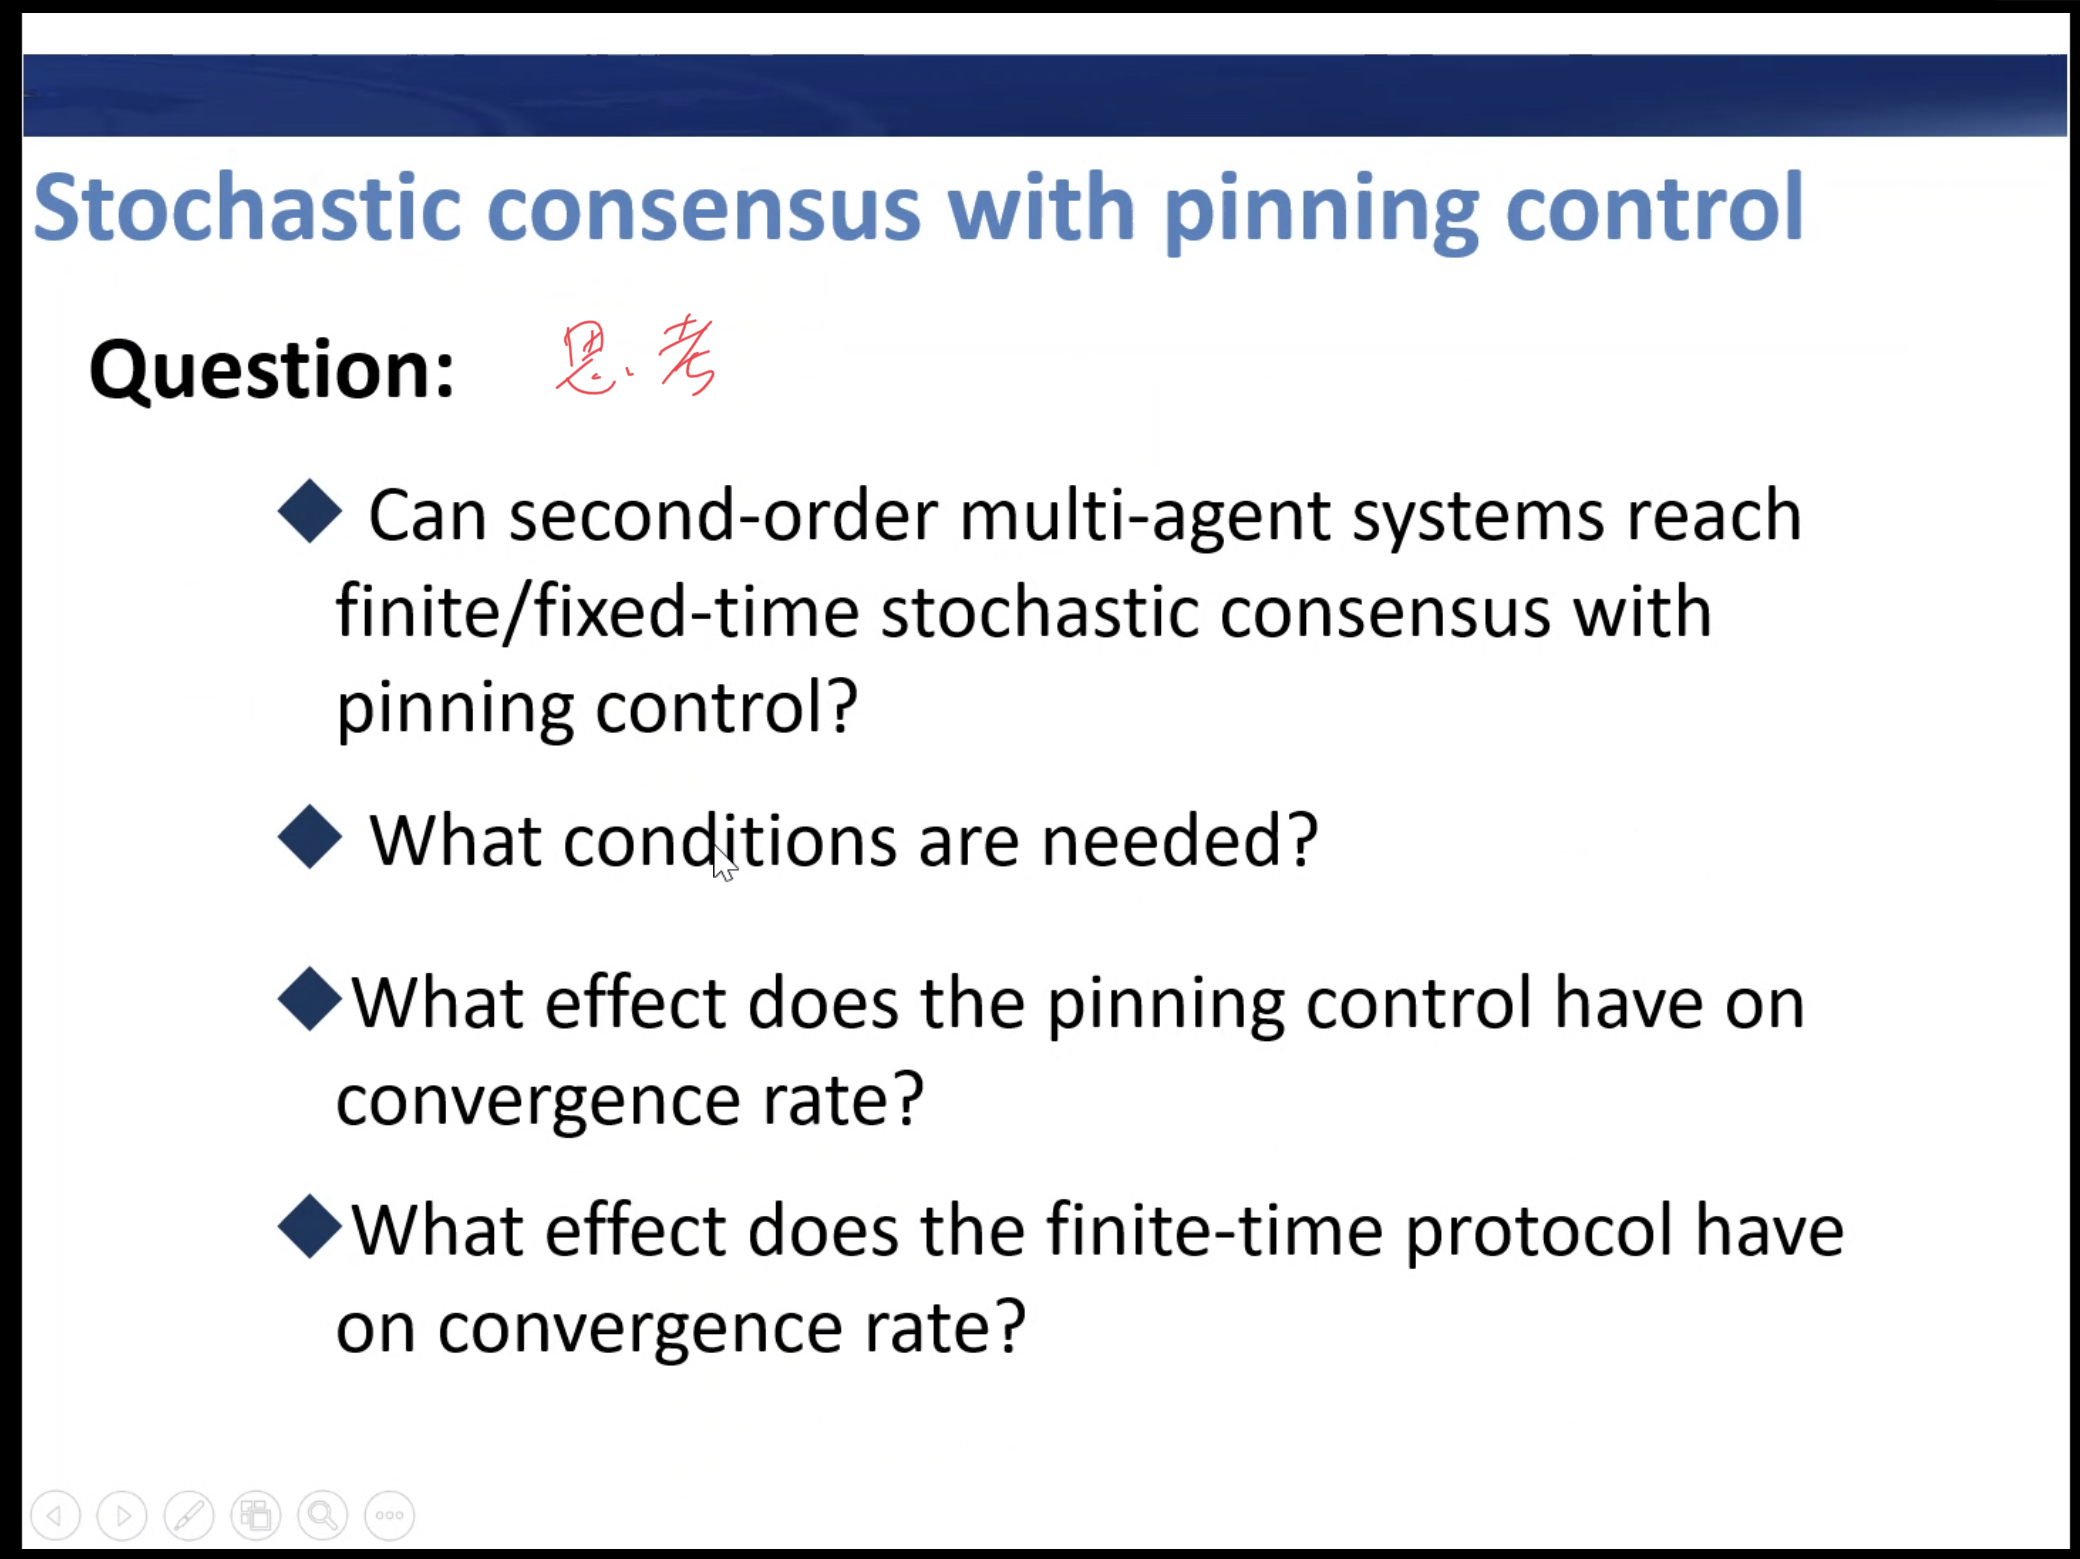 Stochastic consensus with pinning control
Question: 思考
Can second-order multi-agent systems reach
finite/fixed-time stochastic consensus with
pinning control?
What conditions are needed?
What effect does the pinning control have on
convergence rate?
What effect does the finite-time protocol have
on convergence rate?